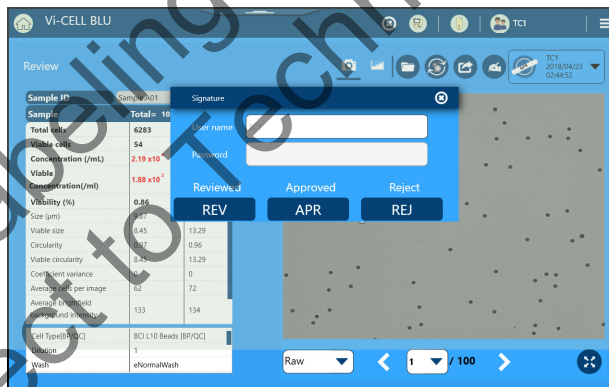 Vi-CELL BLU
TC1
Review
TC1
2018/04/23
02:44:52
Sample ID Sample A01
Sample Total= 10
Total cells 6283
Viable cells 54
Concentration (/mL) 2.19 x10
Viable
Concentration(/ml) 1.88 x10
Viability (%) 0.86
Size (µm) 9.87
Viable size 8.45 13.29
Circularity 0.97 0.96
Viable circularity 8.45 13.29
Coefficient variance 0 0
Average cells per image 62 72
Average brightfield
background intensity 133 134
Cell Type[BP/QC] BCI L10 Beads [BP/QC]
Dilution 1
Wash eNormalWash
Signature
User name
Password
Reviewed Approved Reject
REV APR REJ
Raw 1 / 100